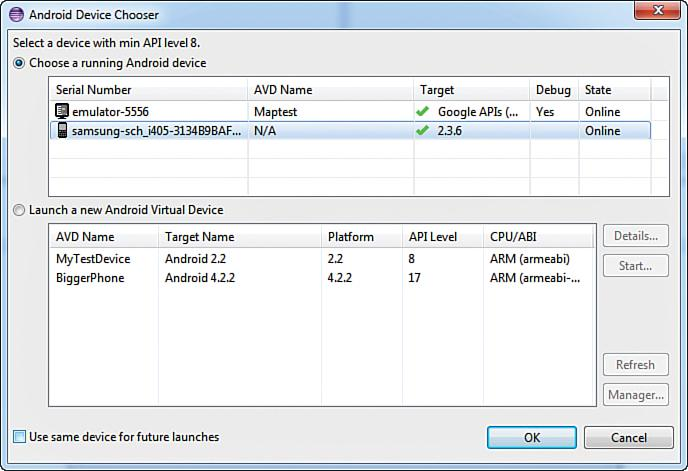 Android Device Chooser
Select a device with min API level 8.
Choose a running Android device
Serial Number AVD Name Target Debug State
emulator-5556 Maptest Google APIs (... Yes Online
samsung-sch_i405-3134B9BAF... N/A 2.3.6 Online
Launch a new Android Virtual Device
AVD Name Target Name Platform API Level CPU/ABI Details...
MyTestDevice Android 2.2 2.2 8 ARM (armeabi) Start...
BiggerPhone Android 4.2.2 4.2.2 17 ARM (armeabi-...
Refresh
Manager...
Use same device for future launches OK Cancel